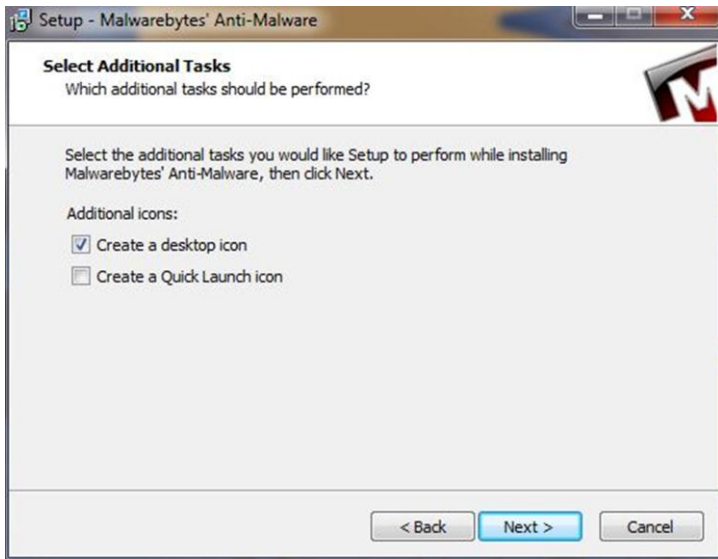 Setup - Malwarebytes' Anti-Malware
Select Additional Tasks
Which additional tasks should be performed?
Select the additional tasks you would like Setup to perform while installing
Malwarebytes' Anti-Malware, then click Next.
Additional icons:
Create a desktop icon
Create a Quick Launch icon
< Back Next > Cancel